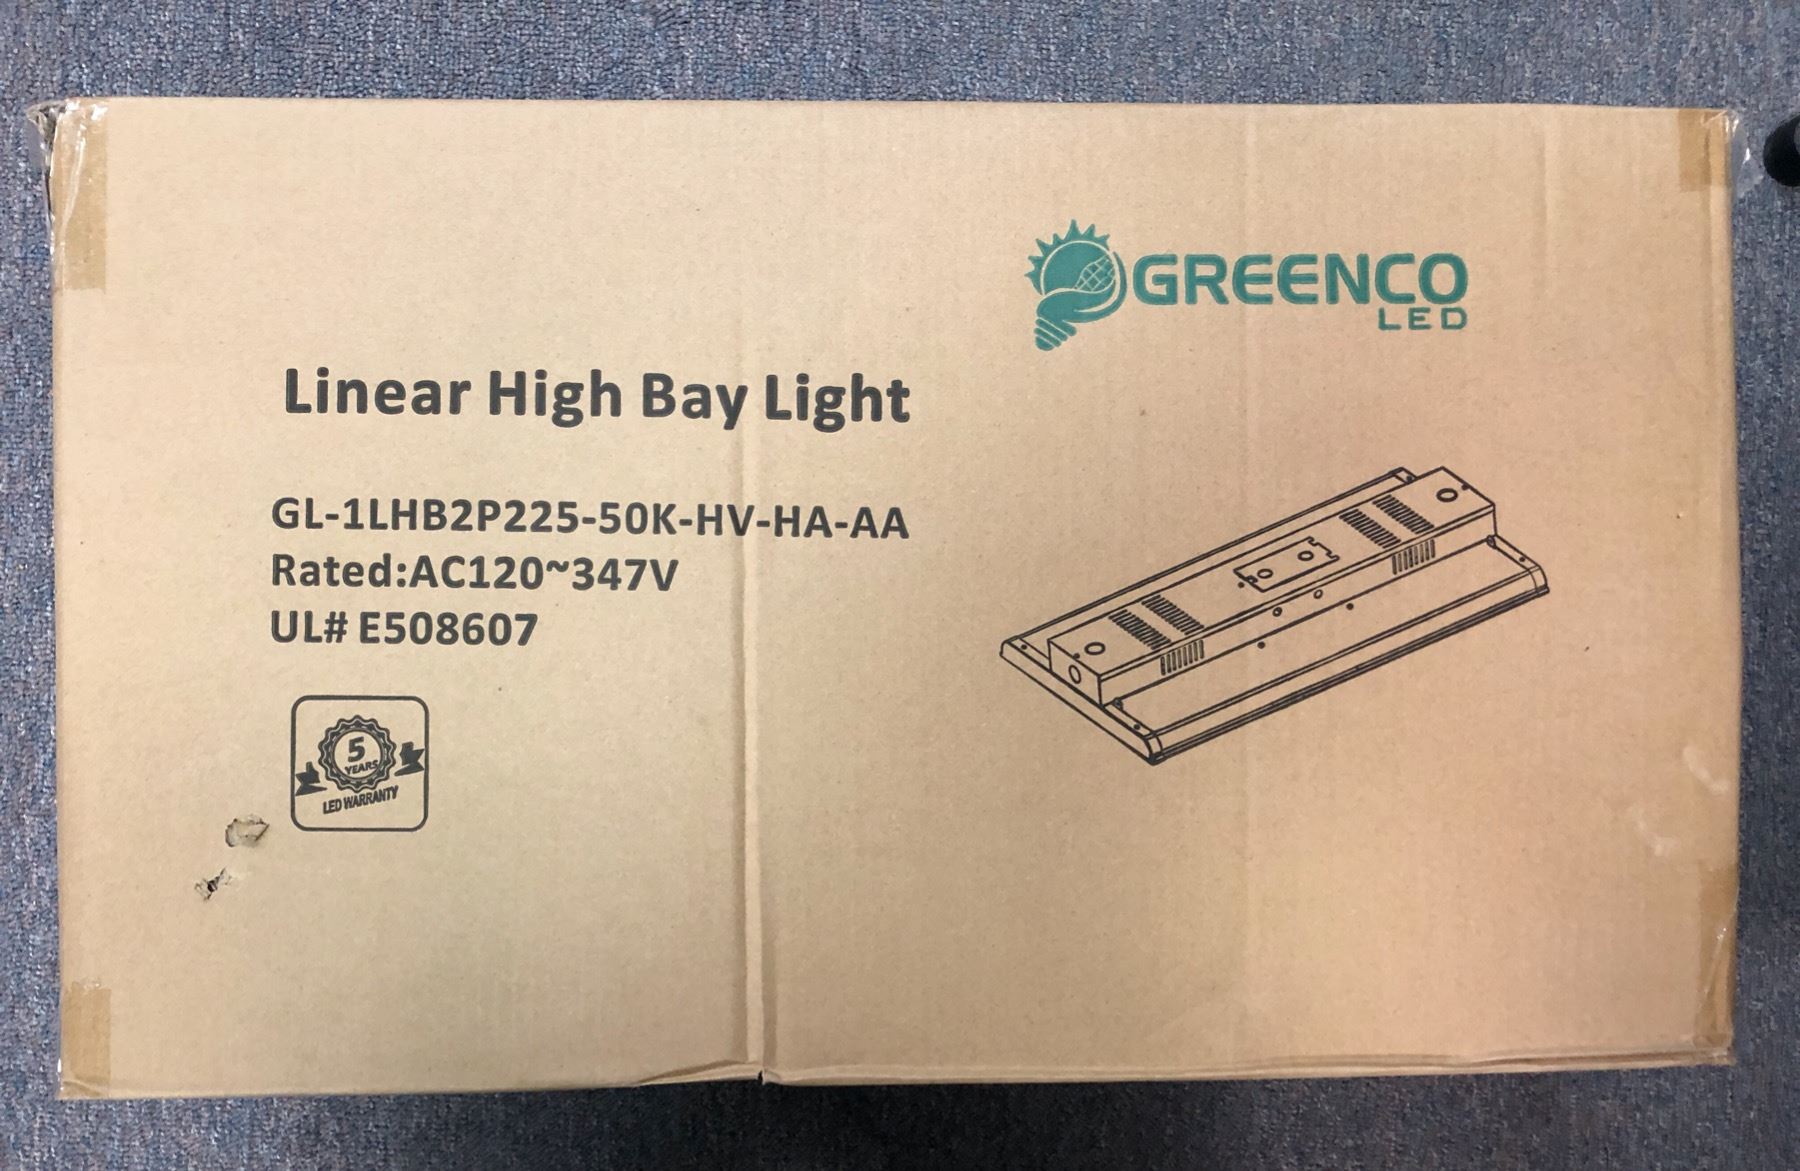 GREENCO
LED
Linear High Bay Light
GL-1LHB2P225-50K-HV-HA-AA
Rated:AC120~347V
UL# E508607
5
YEARS
LED WARRANTY